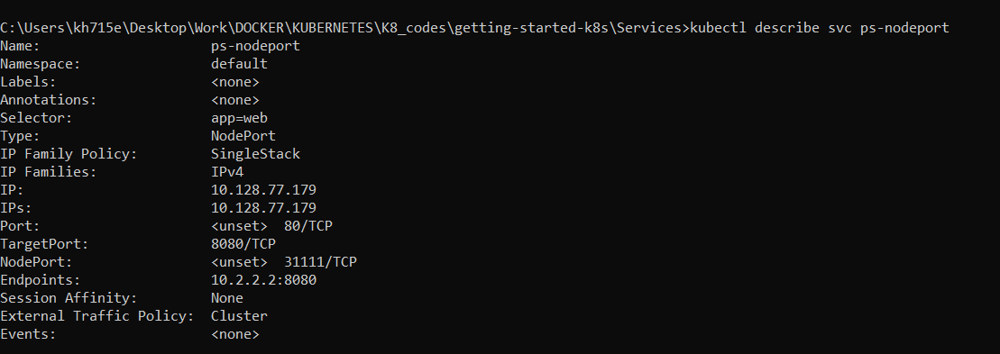 C:\Users\kh715e\Desktop\Work\DOCKER\KUBERNETES\K8_codes\getting-started-k8s\Services>kubectl describe svc ps-nodeport
Name:                     ps-nodeport
Namespace:                default
Labels:                   <none>
Annotations:              <none>
Selector:                 app=web
Type:                     NodePort
IP Family Policy:         SingleStack
IP Families:              IPv4
IP:                       10.128.77.179
IPs:                      10.128.77.179
Port:                     <unset>  80/TCP
TargetPort:               8080/TCP
NodePort:                 <unset>  31111/TCP
Endpoints:                10.2.2.2:8080
Session Affinity:         None
External Traffic Policy:  Cluster
Events:                   <none>